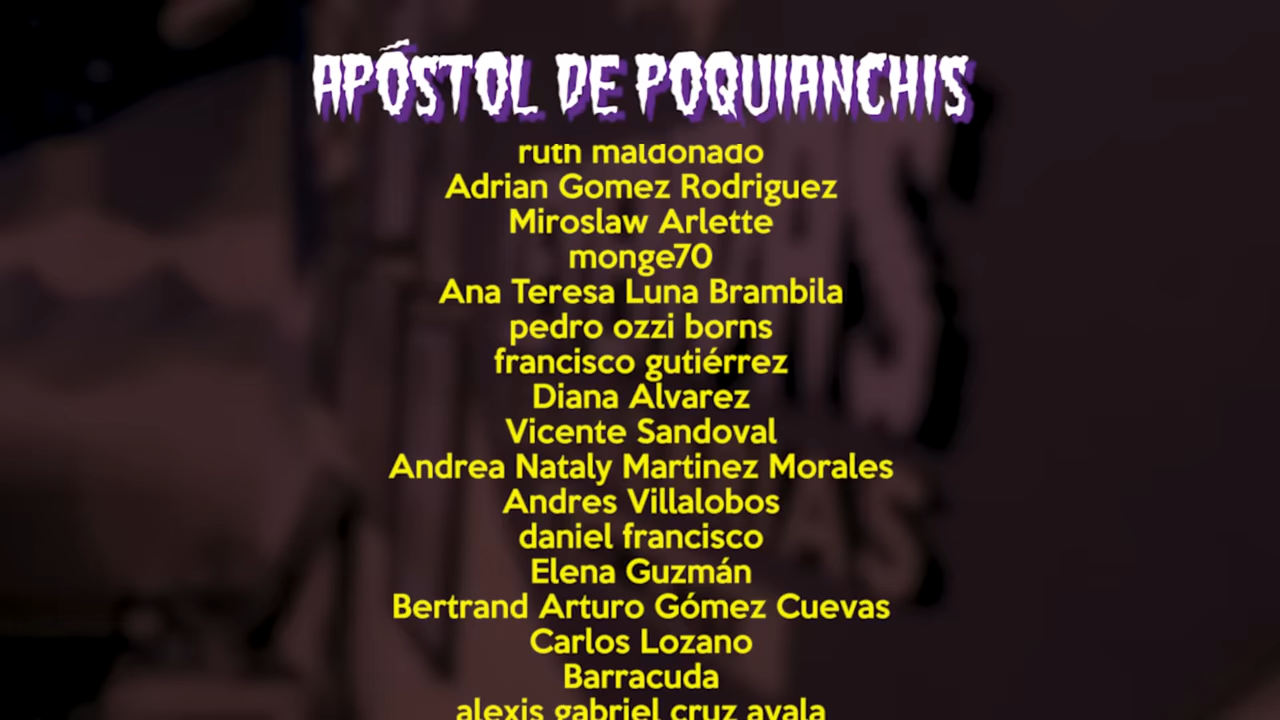 APÓSTOL DE POQUIANCHIS
ruth maldonado
Adrian Gomez Rodriguez
Miroslaw Arlette
monge70
Ana Teresa Luna Brambila
pedro ozzi borns
francisco gutiérrez
Diana Alvarez
Vicente Sandoval
Andrea Nataly Martinez Morales
Andres Villalobos
daniel francisco
Elena Guzmán
Bertrand Arturo Gómez Cuevas
Carlos Lozano
Barracuda
alexis gabriel cruz ayala